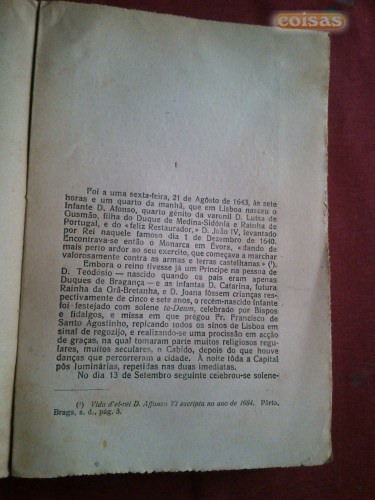 coisas
I
Foi a uma sexta-feira, 21 de Agôsto de 1643, às sete
horas e um quarto da manhã, que em Lisboa nasceu o
Infante D. Afonso, quarto génito da varonil D. Luísa de
Gusmão, filha do Duque de Medina-Sidónia e Rainha de
Portugal, e do «feliz Restaurador, » D. João IV, levantado
por Rei naquele famoso dia 1 de Dezembro de 1640.
Encontrava-se então o Monarca em Évora, «dando de
mais perto ardor ao seu exercito, que começava a marchar
valorosamente contra as armas e terras castelhanas» (¹).
Embora o reino tivesse já um Príncipe na pessoa de
D. Teodósio — nascido quando os pais eram apenas
Duques de Bragança — e as infantas D. Catarina, futura
Rainha da Grã-Bretanha, e D. Joana fôssem crianças res-
pectivamente de cinco e sete anos, o recém-nascido Infante
foi festejado com solene te-Deum, celebrado por Bispos
e fidalgos, e missa em que prègou Fr. Francisco de
Santo Agostinho, repicando todos os sinos de Lisboa em
sinal de regozijo, e realizando-se uma procissão em acção
de graças, na qual tomaram parte muitos religiosos regu-
lares, muitos seculares, o Cabido, depois do que houve
danças que percorreram a cidade. À noite tôda a Capital
pôs luminárias, repetidas nas duas imediatas.
No dia 13 de Setembro seguinte celebrou-se solene-
(¹) Vida d'el-rei D. Affonso VI escripta no ano de 1684. Pôrto,
Braga, s. d., pág. 5.